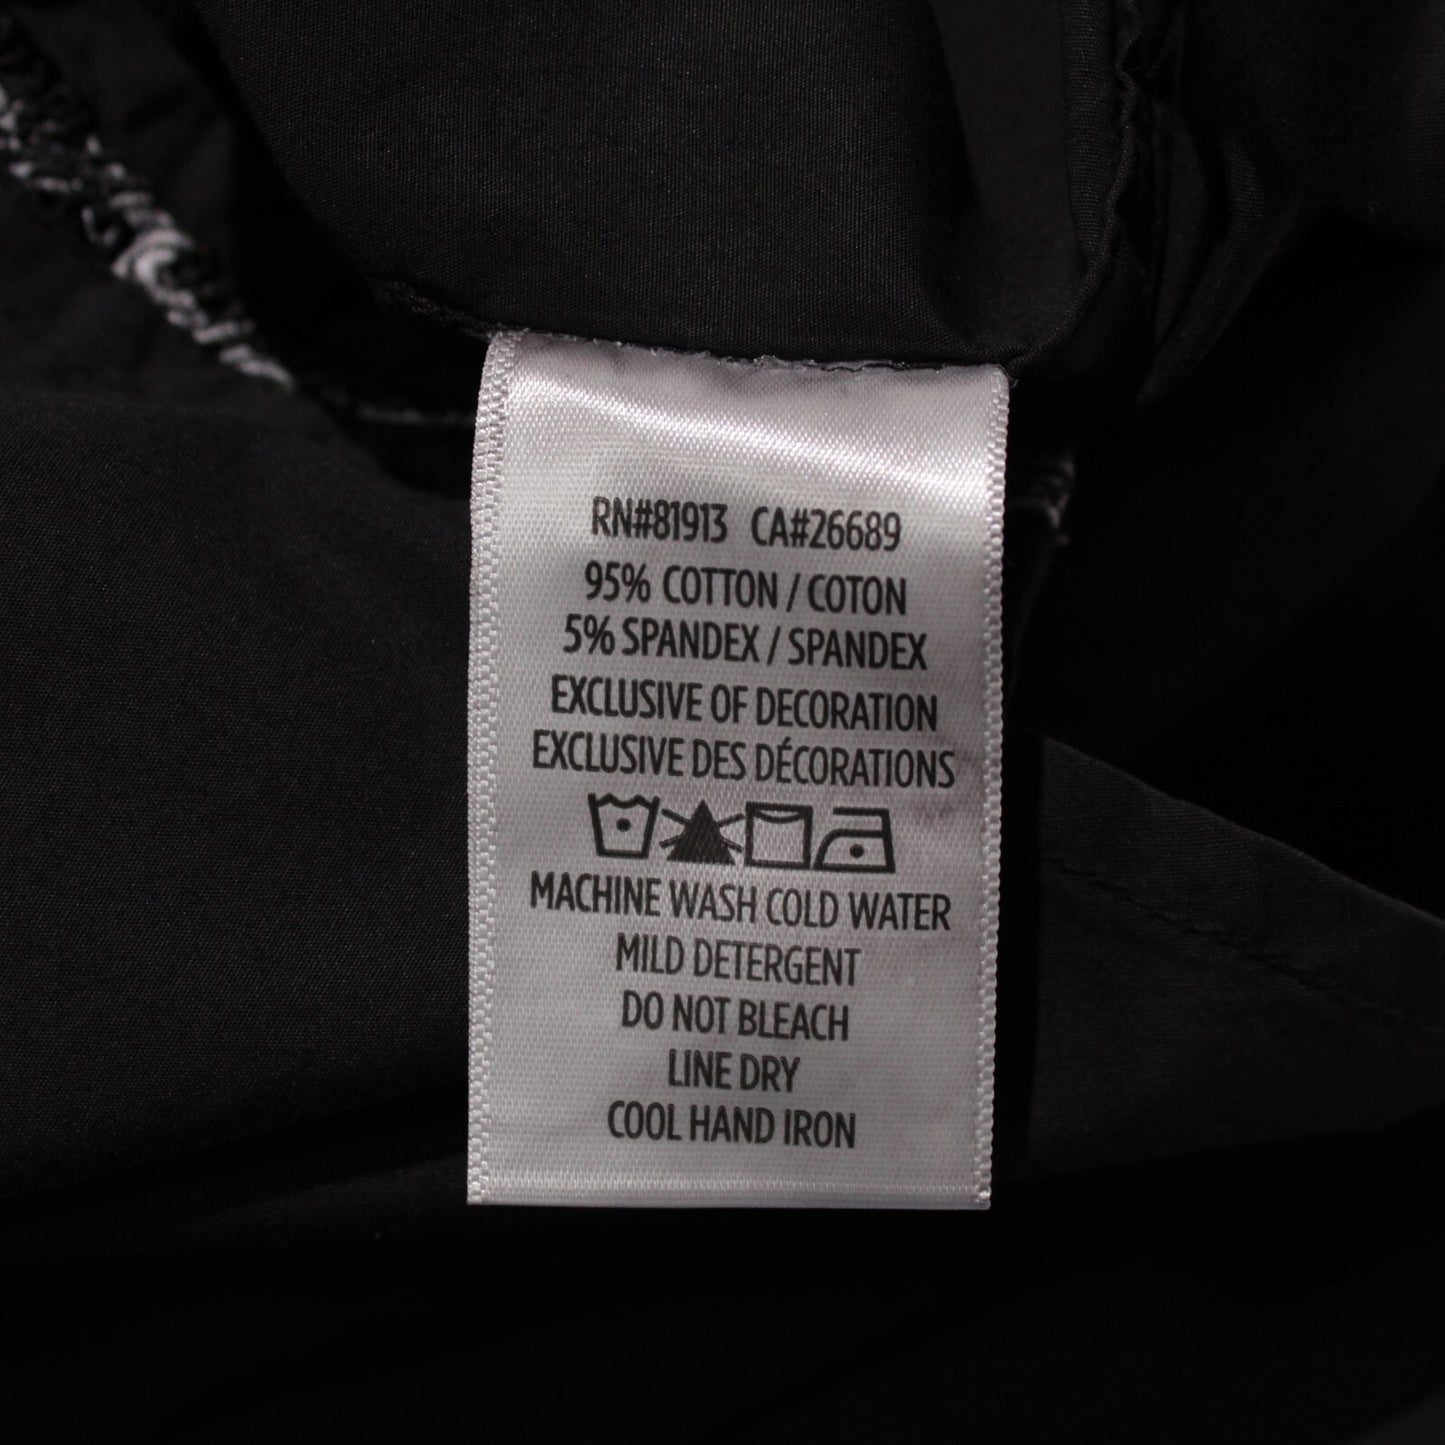 RN#81913 CA#26689
95% COTTON / COTON
5% SPANDEX / SPANDEX
EXCLUSIVE OF DECORATION
EXCLUSIVE DES DÉCORATIONS
MACHINE WASH COLD WATER
MILD DETERGENT
DO NOT BLEACH
LINE DRY
COOL HAND IRON